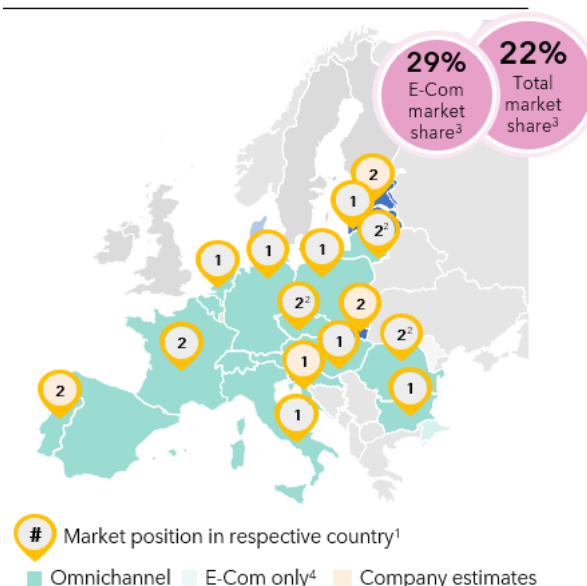 29%
E-Com
market
share³
22%
Total
market
share³
2
1
2²
1
1
1
2²
2
2
1
2²
1
2
1
1
# Market position in respective country¹
Omnichannel E-Com only⁴ Company estimates